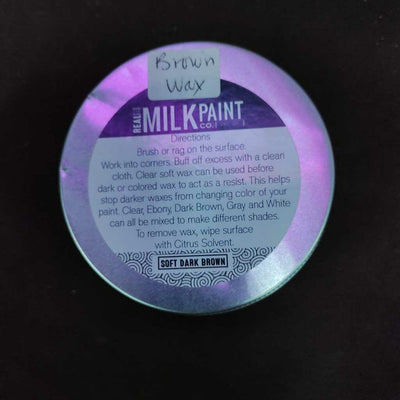 Brown
Wax
REAL
MILK PAINT
CO.
Directions
Brush or rag on the surface.
Work into corners. Buff off excess with a clean
cloth. Clear soft wax can be used before
dark or colored wax to act as a resist. This helps
stop darker waxes from changing color of your
paint. Clear, Ebony, Dark Brown, Gray and White
can all be mixed to make different shades.
To remove wax, wipe surface
with Citrus Solvent.
SOFT DARK BROWN